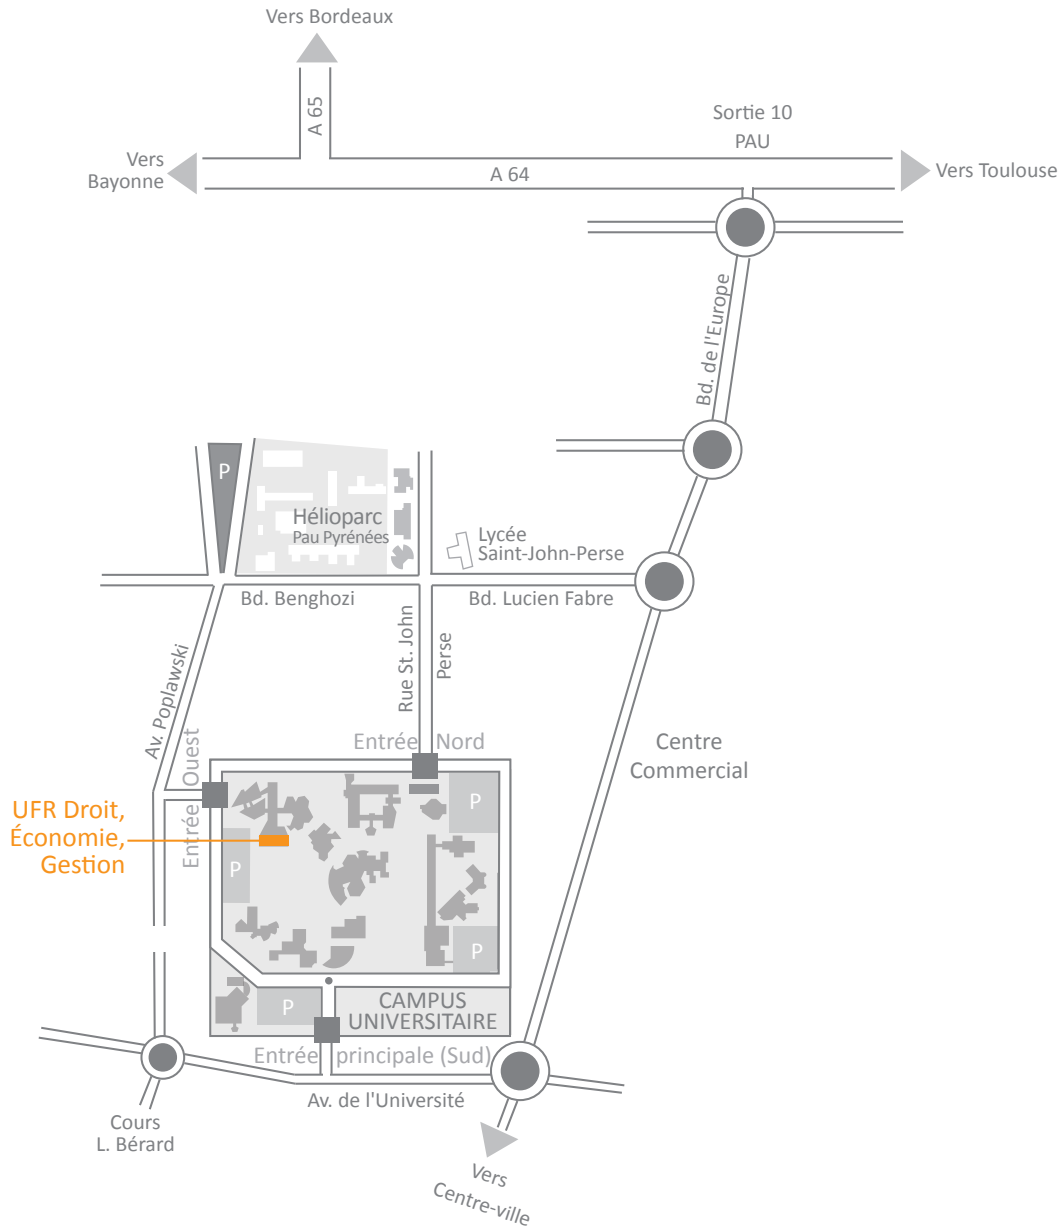 Vers Bordeaux
A 65
Sortie 10
PAU
Vers
Bayonne
A 64
Vers Toulouse
Bd. de l'Europe
P
Hélioparc
Pau Pyrénées
Lycée
Saint-John-Perse
Bd. Benghozi
Bd. Lucien Fabre
Av. Poplawski
Rue St. John
Perse
Entrée Nord
Entrée Ouest
Centre
Commercial
P
UFR Droit,
Économie,
Gestion
P
P
P
CAMPUS
UNIVERSITAIRE
Entrée principale (Sud)
Av. de l'Université
Cours
L. Bérard
Vers
Centre-ville